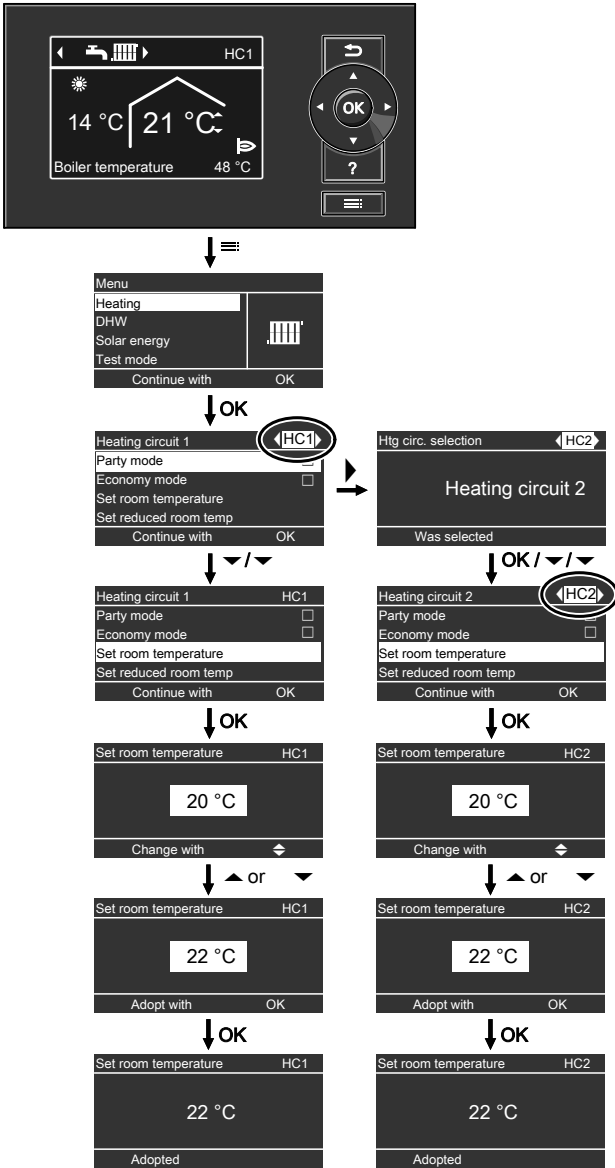 HC1
14 °C 21 °C
Boiler temperature 48 °C
OK
?
Menu
Heating
DHW
Solar energy
Test mode
Continue with OK
OK
Heating circuit 1 HC1
Party mode
Economy mode
Set room temperature
Set reduced room temp
Continue with OK
Htg circ. selection HC2
Heating circuit 2
Was selected
/
OK / /
Heating circuit 1 HC1
Party mode
Economy mode
Set room temperature
Set reduced room temp
Continue with OK
Heating circuit 2 HC2
Party mode
Economy mode
Set room temperature
Set reduced room temp
Continue with OK
OK
OK
Set room temperature HC1
20 °C
Change with
Set room temperature HC2
20 °C
Change with
or
or
Set room temperature HC1
22 °C
Adopt with OK
Set room temperature HC2
22 °C
Adopt with OK
OK
OK
Set room temperature HC1
22 °C
Adopted
Set room temperature HC2
22 °C
Adopted